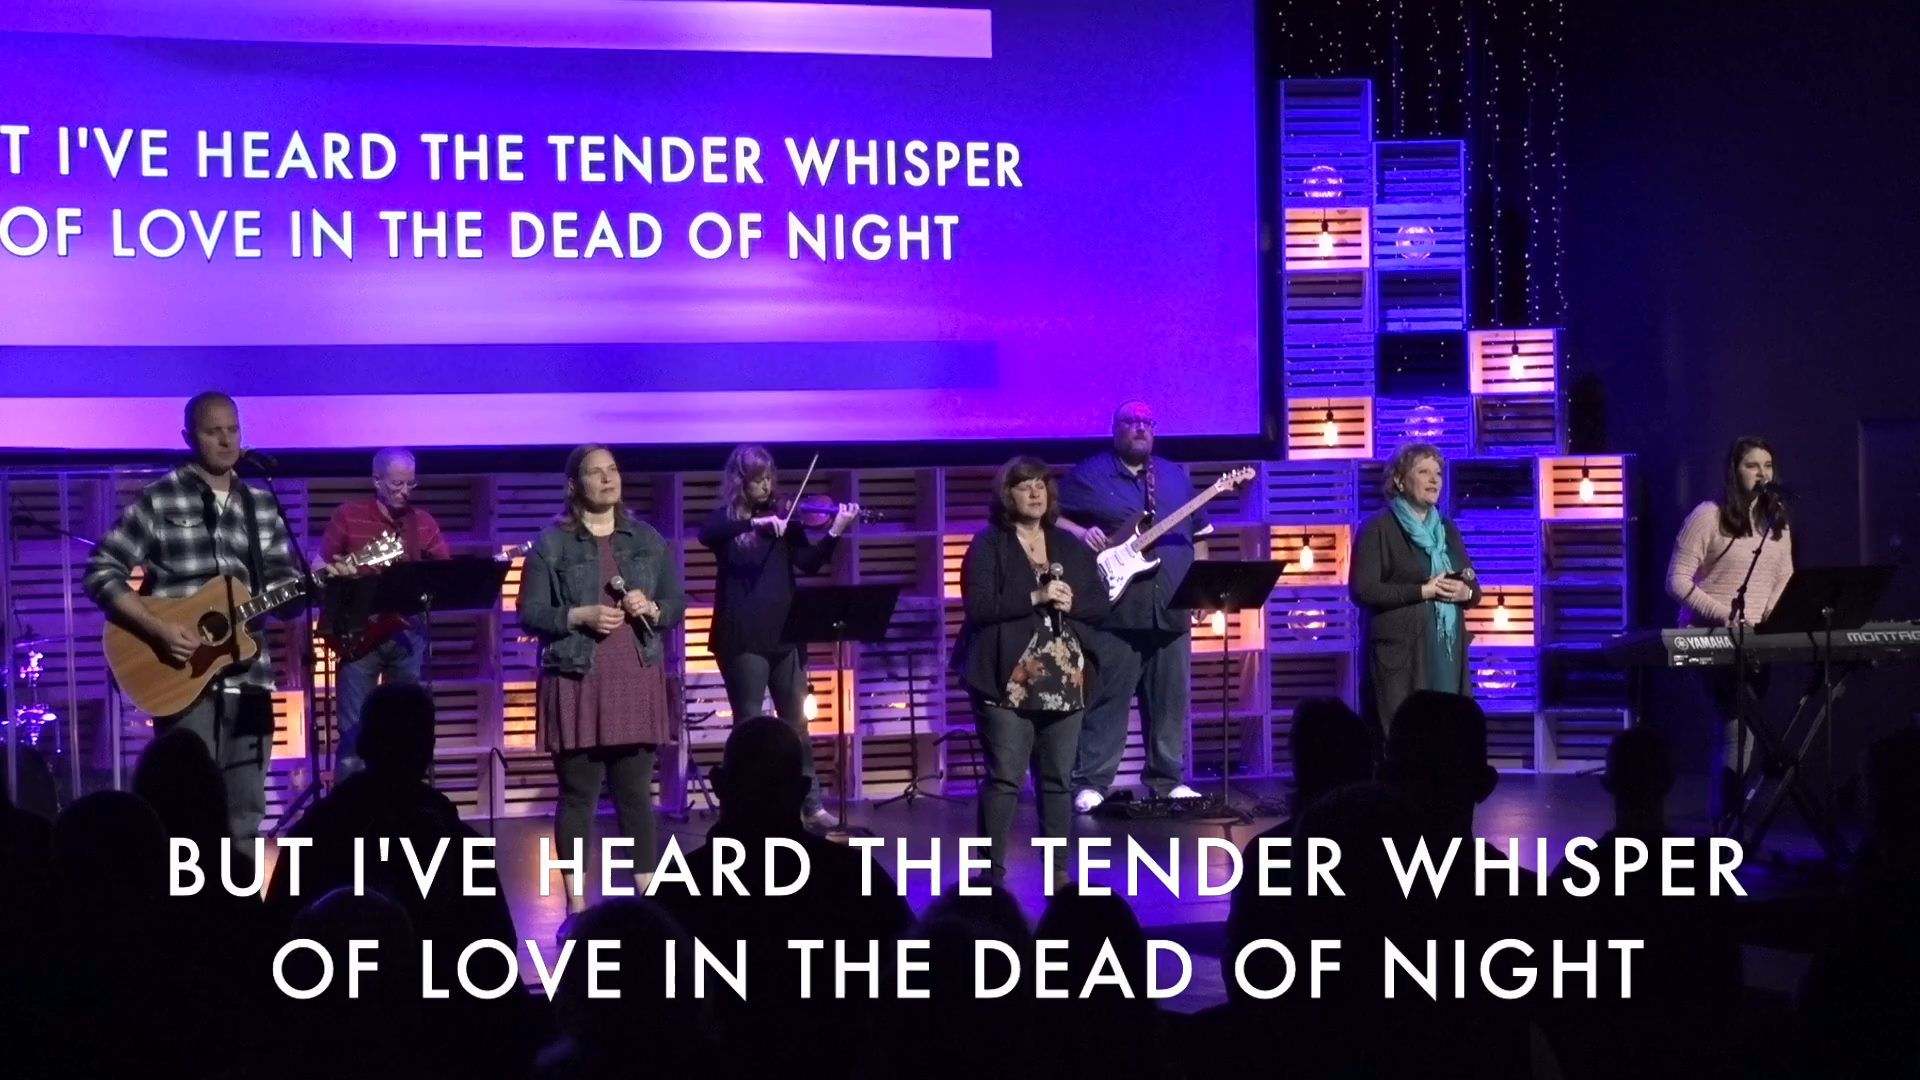 T I'VE HEARD THE TENDER WHISPER
OF LOVE IN THE DEAD OF NIGHT
YAMAHA
BUT I'VE HEARD THE TENDER WHISPER
OF LOVE IN THE DEAD OF NIGHT